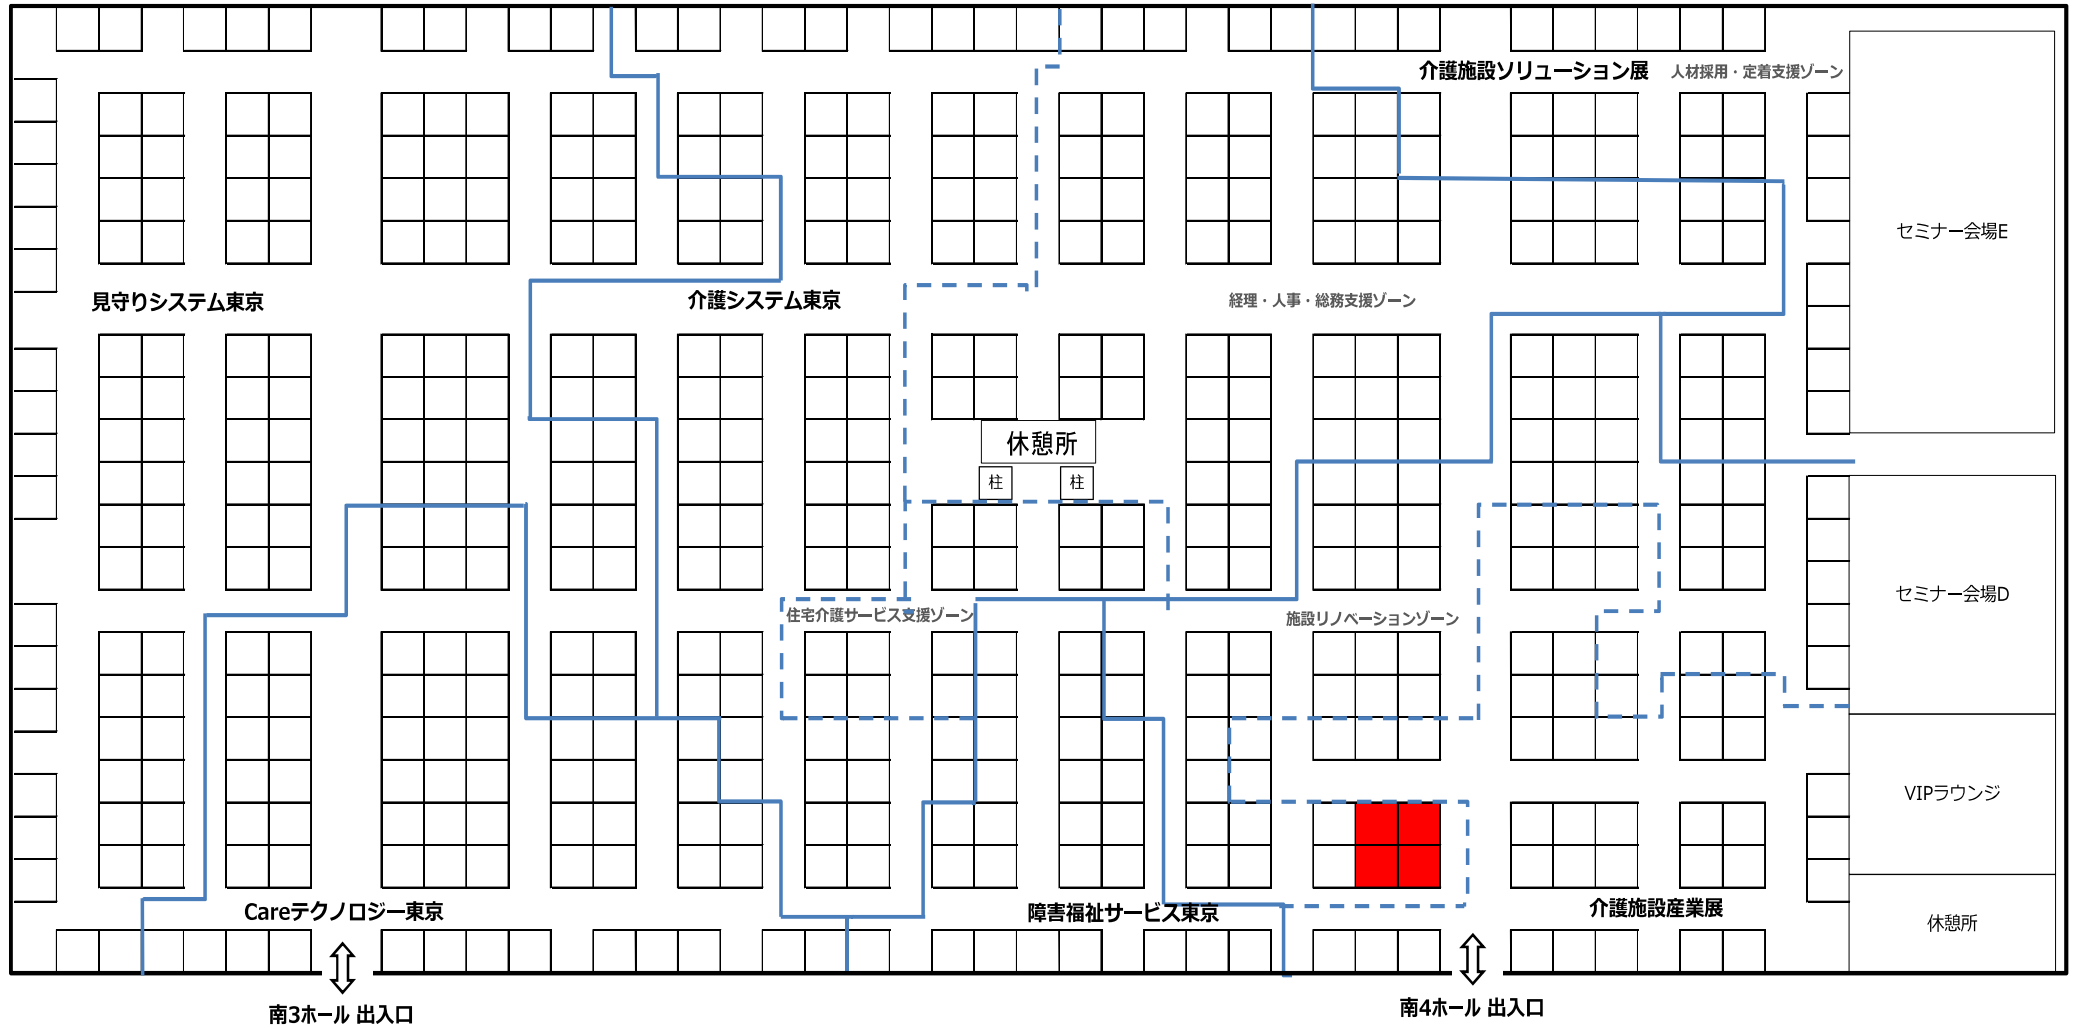 介護施設ソリューション展
人材採用・定着支援ゾーン
セミナー会場E
見守りシステム東京
介護システム東京
経理・人事・総務支援ゾーン
休憩所
柱
柱
セミナー会場D
住宅介護サービス支援ゾーン
施設リノベーションゾーン
VIPラウンジ
Careテクノロジー東京
障害福祉サービス東京
介護施設産業展
休憩所
南3ホール 出入口
南4ホール 出入口